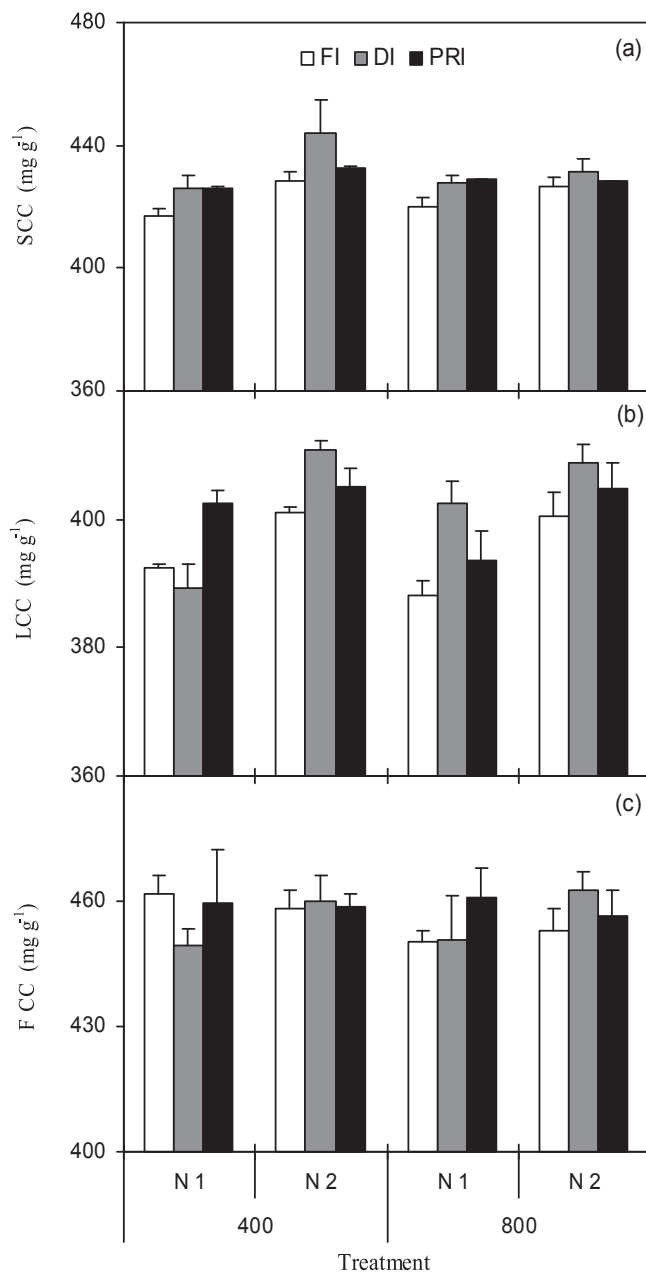 480
(a)
FI DI PRI
440
SCC (mg g-1)
400
360
(b)
400
LCC (mg g-1)
380
360
(c)
460
F CC (mg g-1)
430
400
N 1 N 2 N 1 N 2
400 800
Treatment